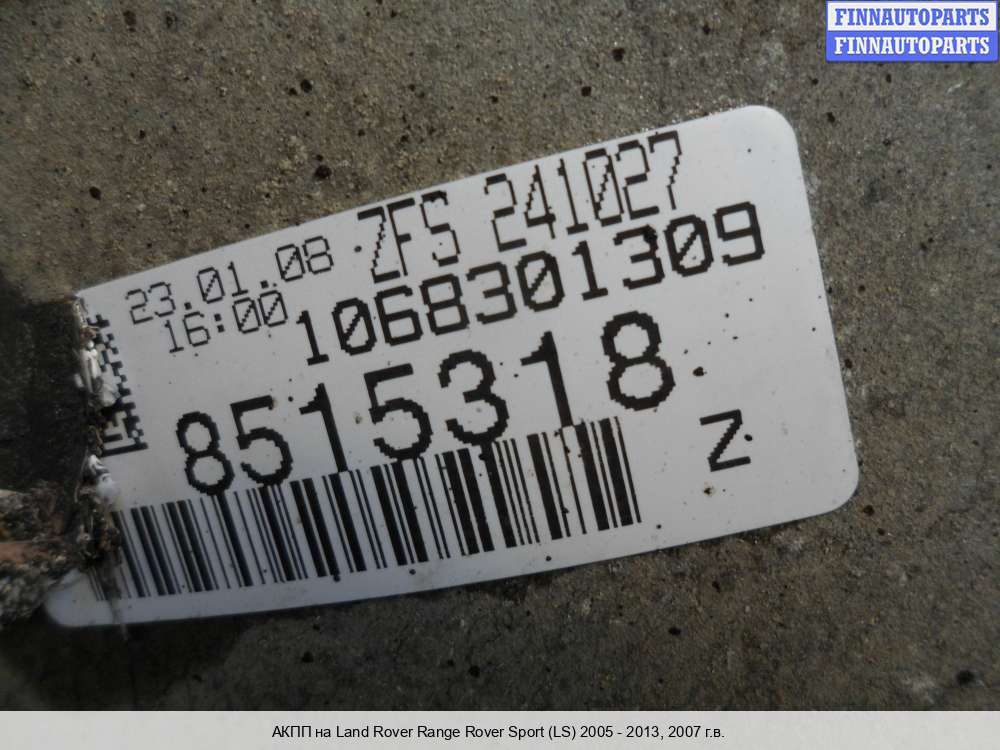 FINNAUTOPARTS
FINNAUTOPARTS
23.01.08 ZFS 241027
16:00 1068301309
8515318
Z
АКПП на Land Rover Range Rover Sport (LS) 2005 - 2013, 2007 г.в.